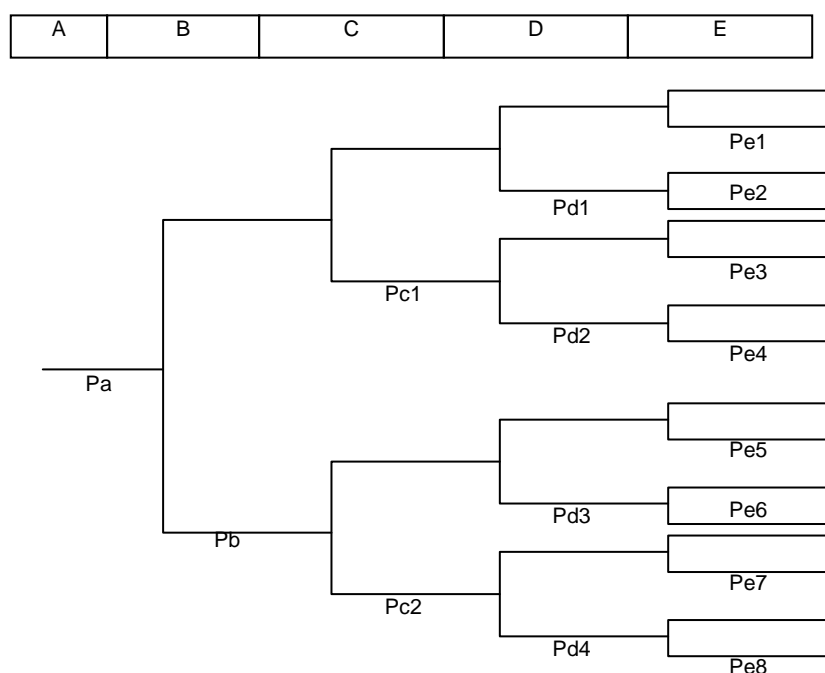 A B C D E
Pe1
Pe2
Pd1
Pe3
Pc1
Pd2
Pe4
Pa
Pe5
Pe6
Pd3
Pb
Pe7
Pc2
Pd4
Pe8